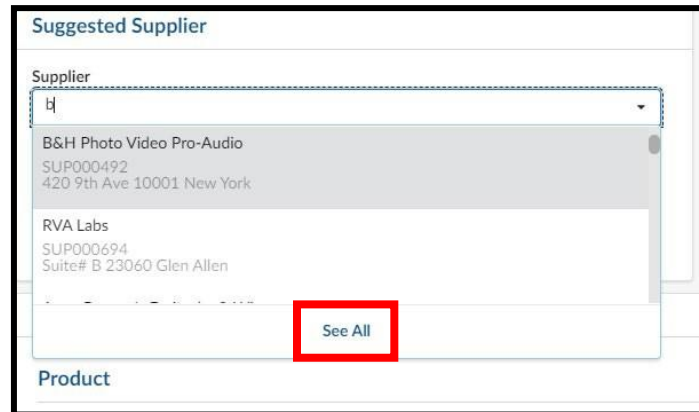 Suggested Supplier
Supplier
b
B&H Photo Video Pro-Audio
SUP000492
420 9th Ave 10001 New York
RVA Labs
SUP000694
Suite# B 23060 Glen Allen
See All
Product